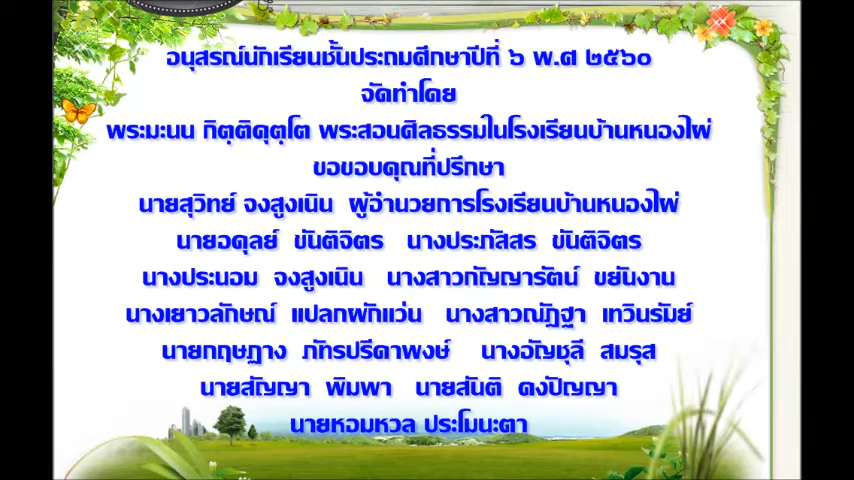 อนุสรณ์นักเรียนชั้นประถมศึกษาปีที่ ๖ พ.ศ ๒๕๖๐
จัดทำโดย
พระมะนน กิตฺติคุตฺโต พระสอนศิลธรรมในโรงเรียนบ้านหนองไผ่
ขอขอบคุณที่ปรึกษา
นายสุวิทย์ จงสูงเนิน ผู้อำนวยการโรงเรียนบ้านหนองไผ่
นายอดุลย์ ขันติจิตร นางประภัสสร ขันติจิตร
นางประนอม จงสูงเนิน นางสาวกัญญารัตน์ ขยันงาน
นางเยาวลักษณ์ แปลกผักแว่น นางสาวณัฏิฐา เทวินรัมย์
นายกฤษฎาง 
ภัทรปรีดาพงษ์ นางอัญชุลี สมรุส
นายสัญญา พิมพา นายสันติ คงปัญญา
นายหอมหวล ประโมนะตา